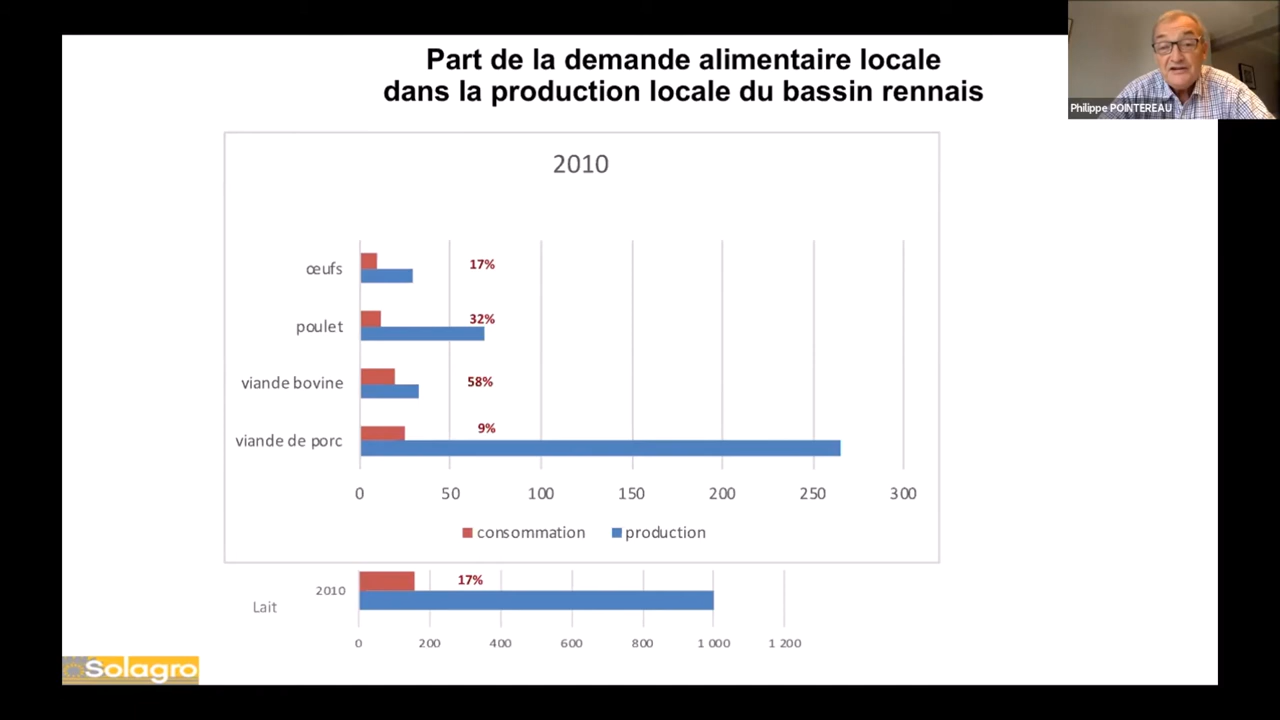 Part de la demande alimentaire locale
dans la production locale du bassin rennais
Philippe POINTEREAU
2010
œufs
17%
poulet
32%
viande bovine
58%
viande de porc
9%
0 50 100 150 200 250 300
consommation production
2010
17%
Lait
0 200 400 600 800 1 000 1 200
Solagro